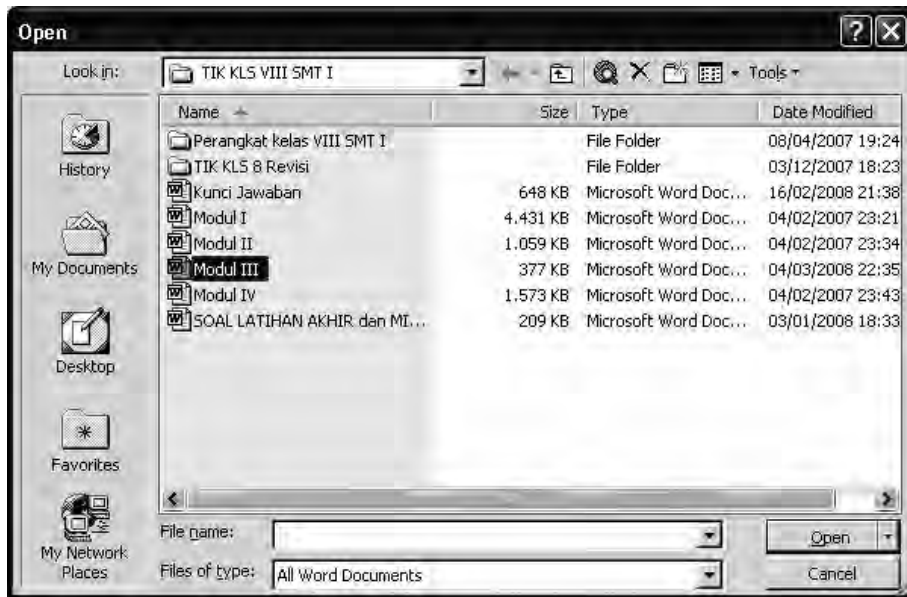 Open
Look in: TIK KLS VIII SMT I Tools
Name Size Type Date Modified
Perangkat kelas VIII SMT I File Folder 08/04/2007 19:24
TIK KLS 8 Revisi File Folder 03/12/2007 18:23
Kunci Jawaban 648 KB Microsoft Word Doc... 16/02/2008 21:38
Modul I 4.431 KB Microsoft Word Doc... 04/02/2007 23:21
Modul II 1.059 KB Microsoft Word Doc... 04/02/2007 23:34
Modul III 377 KB Microsoft Word Doc... 04/03/2008 22:35
Modul IV 1.573 KB Microsoft Word Doc... 04/02/2007 23:43
SOAL LATIHAN AKHIR dan MI... 209 KB Microsoft Word Doc... 03/01/2008 18:33
History
My Documents
Desktop
Favorites
My Network
Places
File name: Open
Files of type: All Word Documents Cancel